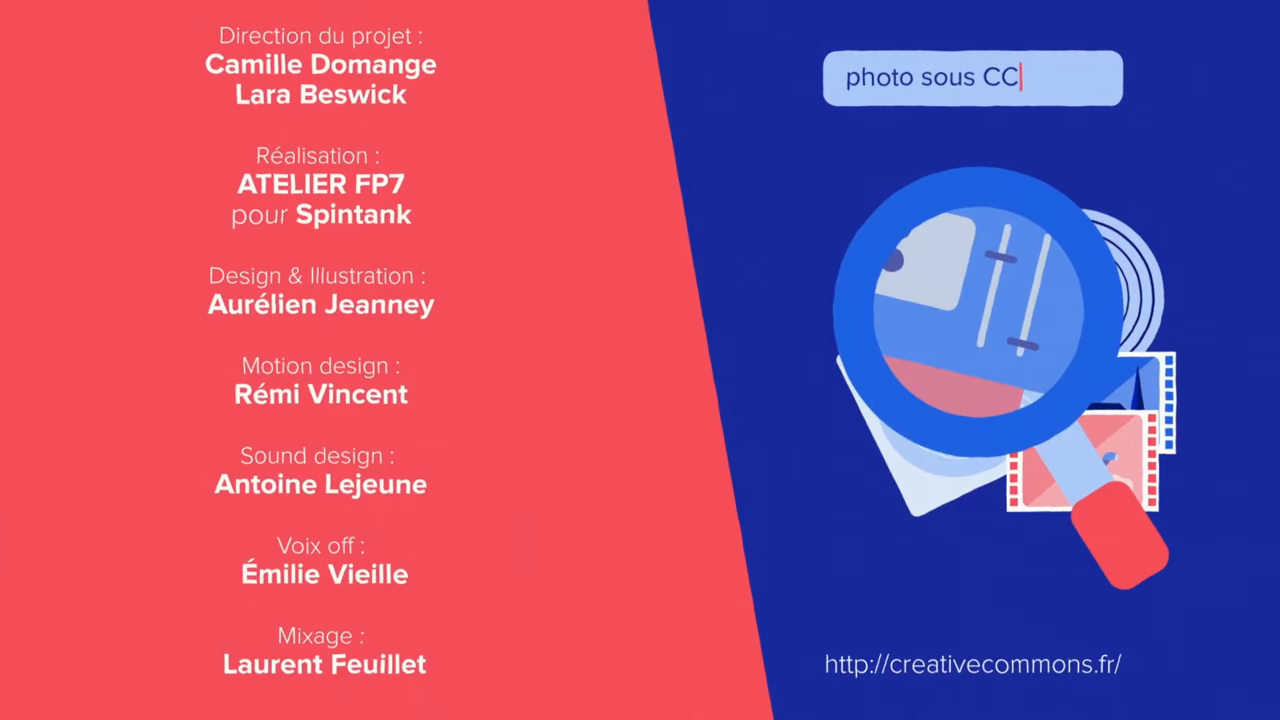 Direction du projet :
Camille Domange
Lara Beswick
Réalisation :
ATELIER FP7
pour Spintank
Design & Illustration :
Aurélien Jeanney
Motion design :
Rémi Vincent
Sound design :
Antoine Lejeune
Voix off :
Émilie Vieille
Mixage :
Laurent Feuillet
photo sous CC
http://creativecommons.fr/